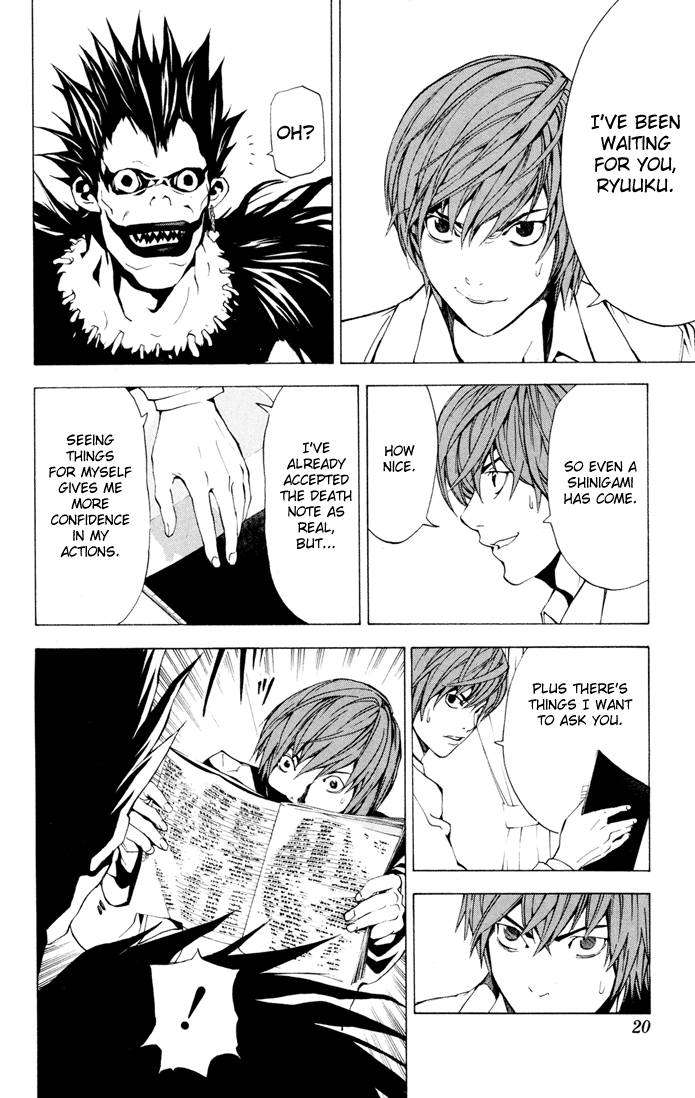 I'VE BEEN
WAITING
FOR YOU,
RYUUKU.
OH?
SO EVEN A
SHINIGAMI
HAS COME.
HOW
NICE.
I'VE
ALREADY
ACCEPTED
THE DEATH
NOTE AS
REAL,
BUT...
SEEING
THINGS
FOR MYSELF
GIVES ME
MORE
CONFIDENCE
IN MY
ACTIONS.
PLUS THERE'S
THINGS I WANT
TO ASK YOU.
!
20